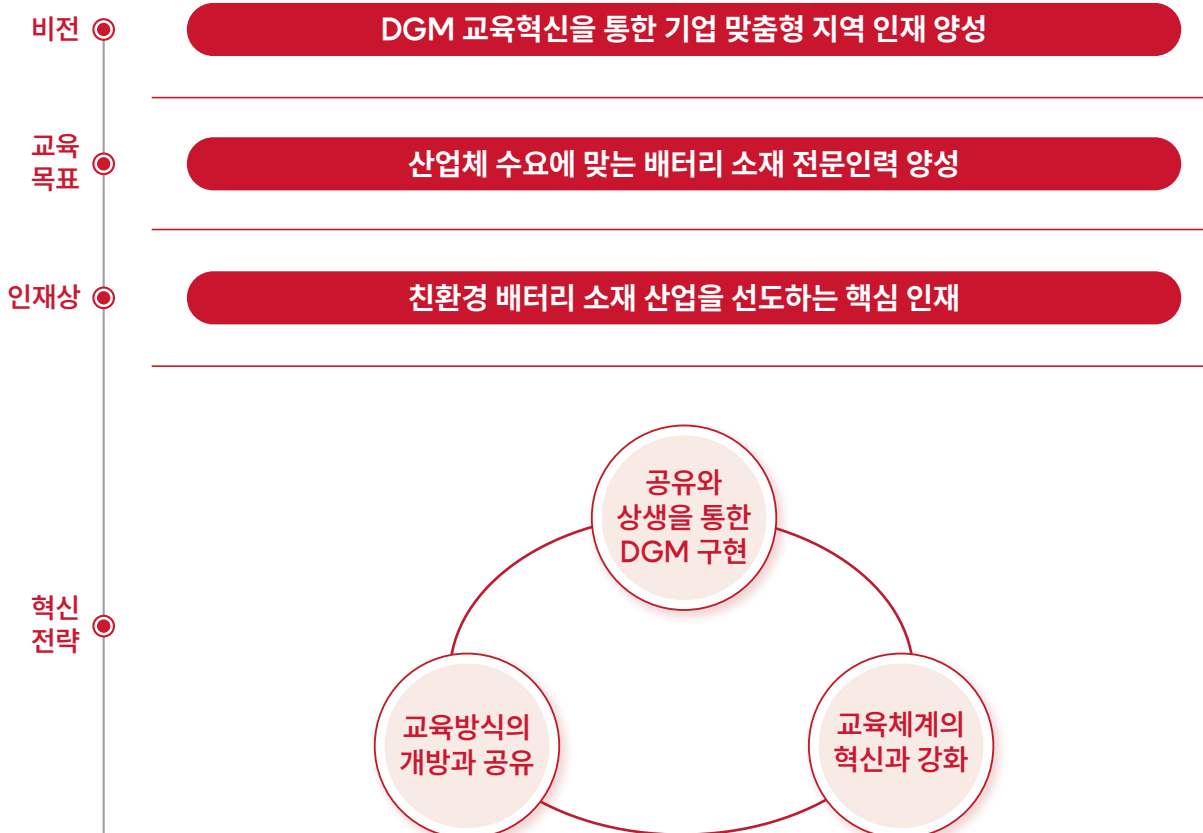 비전
DGM 교육혁신을 통한 기업 맞춤형 지역 인재 양성
교육
목표
산업체 수요에 맞는 배터리 소재 전문인력 양성
인재상
친환경 배터리 소재 산업을 선도하는 핵심 인재
혁신
전략
공유와
상생을 통한
DGM 구현
교육방식의
개방과 공유
교육체계의
혁신과 강화